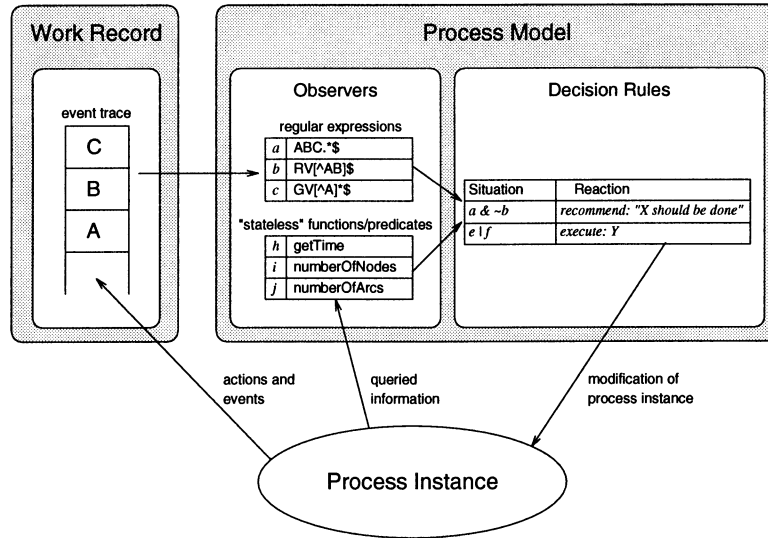 Work Record
event trace
C
B
A
Process Model
Observers
regular expressions
a ABC.*$
b RV[^AB]$
c GV[^A]*$
"stateless" functions/predicates
h getTime
i numberOfNodes
j numberOfArcs
Decision Rules
Situation Reaction
a & ~b recommend: "X should be done"
e | f execute: Y
actions and
events
queried
information
modification of
process instance
Process Instance